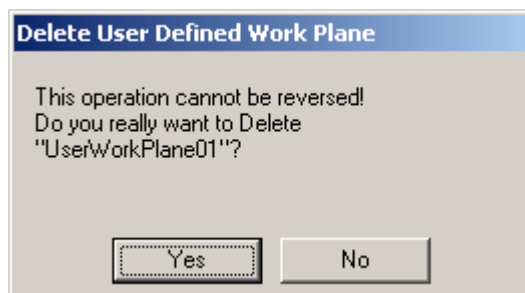 Delete User Defined Work Plane
This operation cannot be reversed!
Do you really want to Delete
"UserWorkPlane01"?
Yes
No